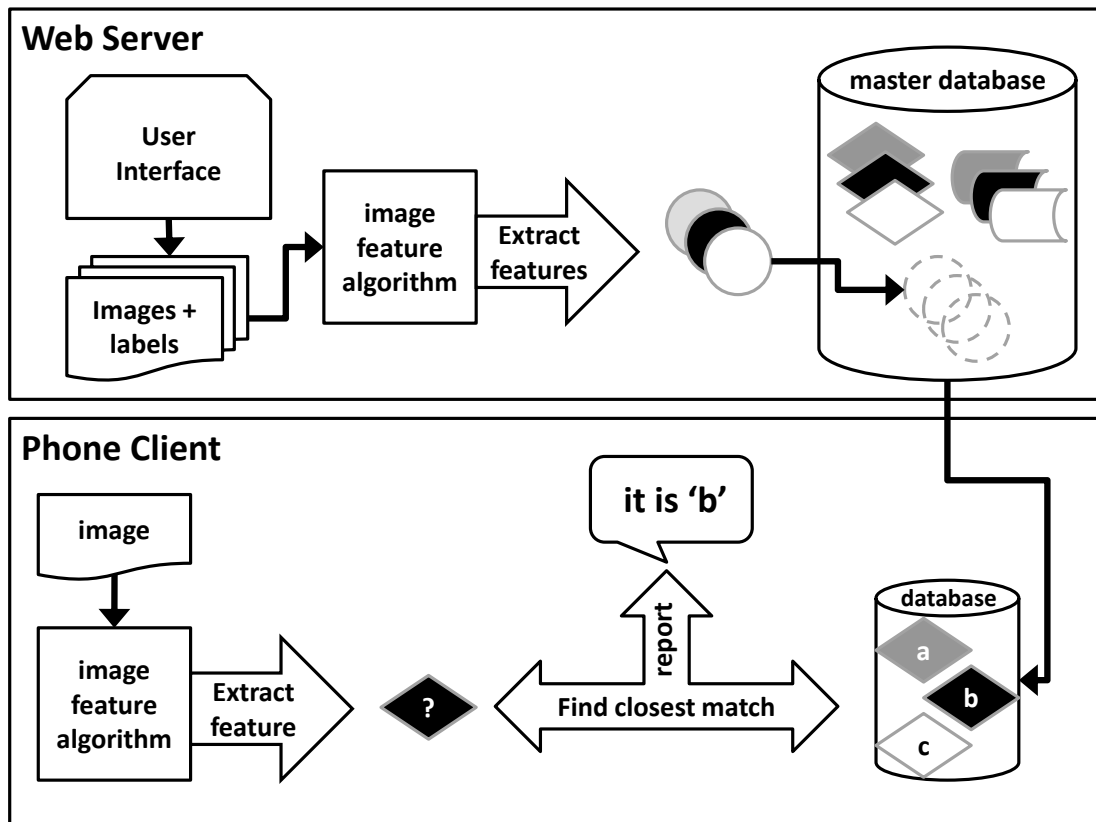 Web Server
User
Interface
Images +
labels
image
feature
algorithm
Extract
features
master database
Phone Client
image
image
feature
algorithm
Extract
feature
?
it is ‘b’
report
Find closest match
database
a
b
c